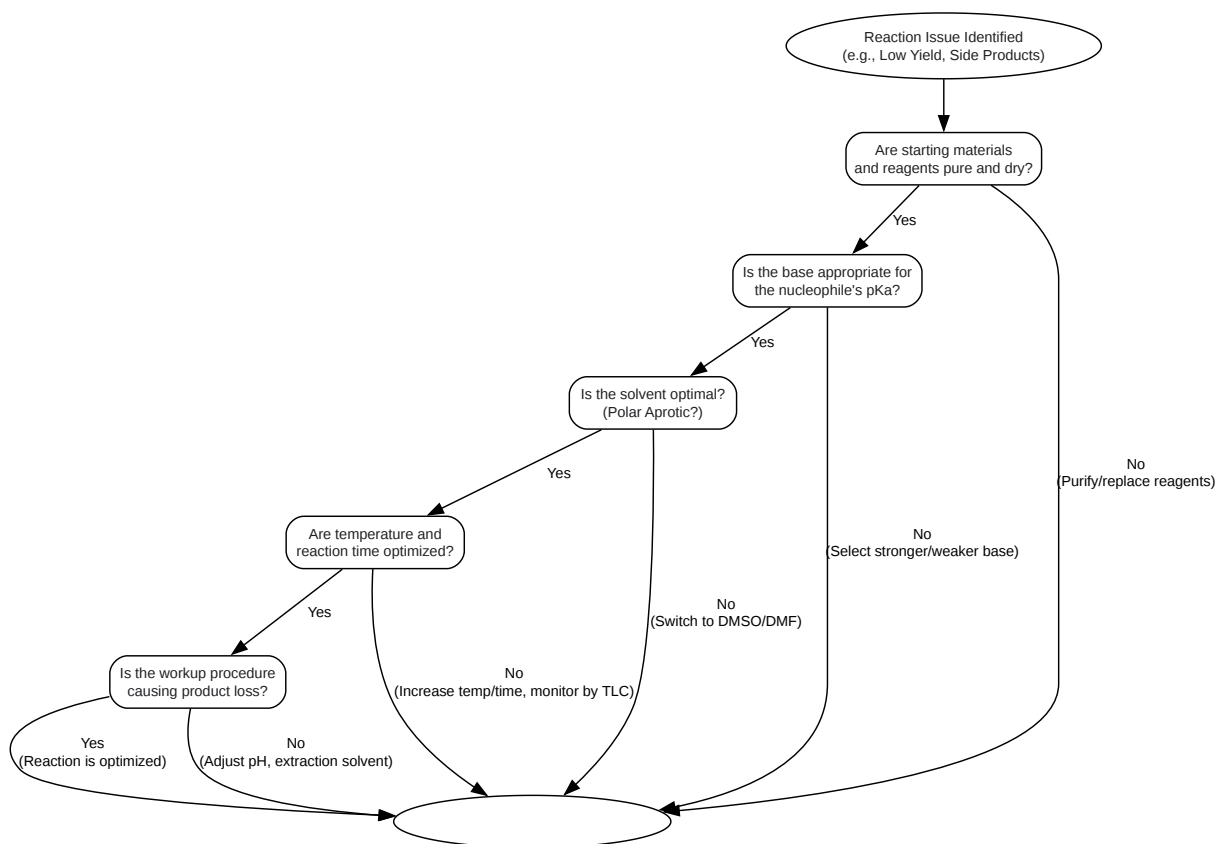 Reaction Issue Identified
(e.g., Low Yield, Side Products)
Are starting materials
and reagents pure and dry?
Yes
Is the base appropriate for
the nucleophile's pKa?
Yes
Is the solvent optimal?
(Polar Aprotic?)
No
(Purify/replace reagents)
Yes
Are temperature and
reaction time optimized?
No
(Select stronger/weaker base)
Yes
No
(Switch to DMSO/DMF)
Is the workup procedure
causing product loss?
No
(Increase temp/time, monitor by TLC)
Yes
(Reaction is optimized)
No
(Adjust pH, extraction solvent)